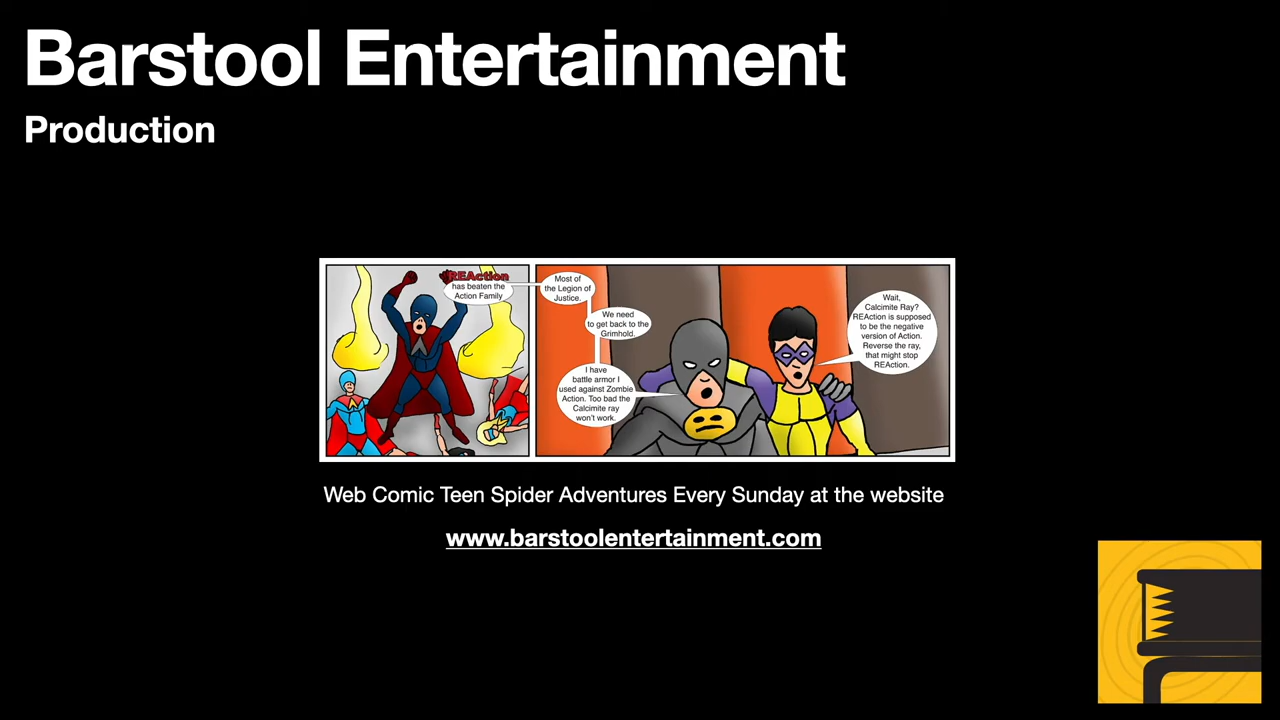 Barstool Entertainment
Production
REAction
has beaten the
Action Family
Most of
the Legion of
Justice.
We need
to get back to the
Grimhold.
I have
battle armor I
used against Zombie
Action. Too bad the
Calcimite ray
won't work.
Wait,
Calcimite Ray?
REAction is supposed
to be the negative
version of Action.
Reverse the ray,
that might stop
REAction.
Web Comic Teen Spider Adventures Every Sunday at the website
www.barstoolentertainment.com